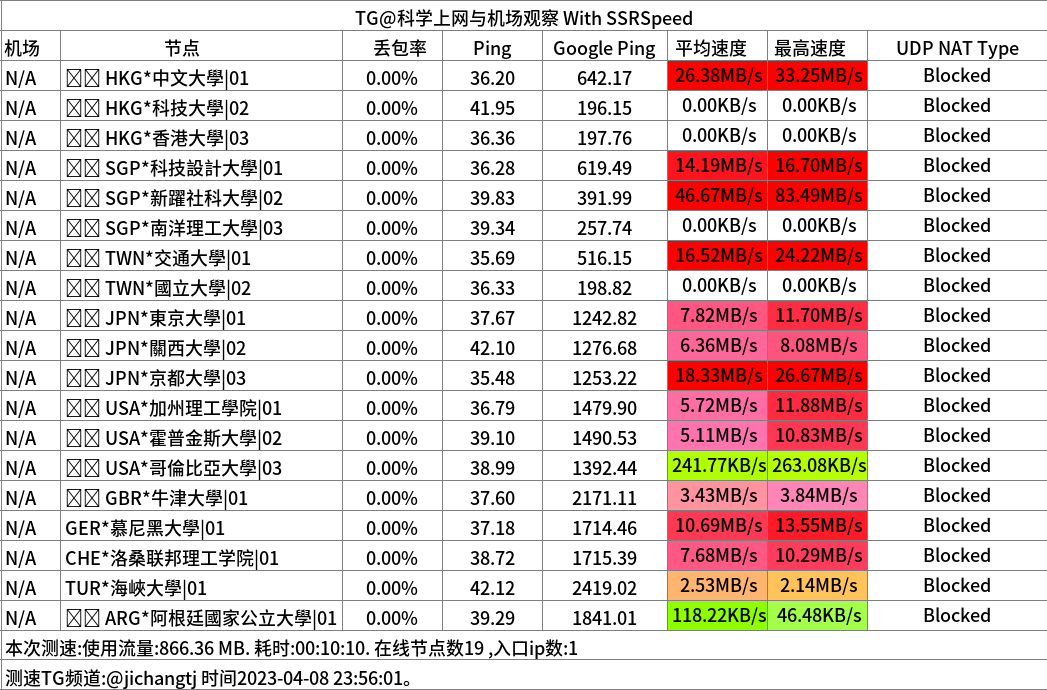 TG@科学上网与机场观察 With SSRSpeed
机场 节点 丢包率 Ping Google Ping 平均速度 最高速度 UDP NAT Type
N/A HKG*中文大學|01 0.00% 36.20 642.17 26.38MB/s 33.25MB/s Blocked
N/A HKG*科技大學|02 0.00% 41.95 196.15 0.00KB/s 0.00KB/s Blocked
N/A HKG*香港大學|03 0.00% 36.36 197.76 0.00KB/s 0.00KB/s Blocked
N/A SGP*科技設計大學|01 0.00% 36.28 619.49 14.19MB/s 16.70MB/s Blocked
N/A SGP*新躍社科大學|02 0.00% 39.83 391.99 46.67MB/s 83.49MB/s Blocked
N/A SGP*南洋理工大學|03 0.00% 39.34 257.74 0.00KB/s 0.00KB/s Blocked
N/A TWN*交通大學|01 0.00% 35.69 516.15 16.52MB/s 24.22MB/s Blocked
N/A TWN*國立大學|02 0.00% 36.33 198.82 0.00KB/s 0.00KB/s Blocked
N/A JPN*東京大學|01 0.00% 37.67 1242.82 7.82MB/s 11.70MB/s Blocked
N/A JPN*關西大學|02 0.00% 42.10 1276.68 6.36MB/s 8.08MB/s Blocked
N/A JPN*京都大學|03 0.00% 35.48 1253.22 18.33MB/s 26.67MB/s Blocked
N/A USA*加州理工學院|01 0.00% 36.79 1479.90 5.72MB/s 11.88MB/s Blocked
N/A USA*霍普金斯大學|02 0.00% 39.10 1490.53 5.11MB/s 10.83MB/s Blocked
N/A USA*哥倫比亞大學|03 0.00% 38.99 1392.44 241.77KB/s 263.08KB/s Blocked
N/A GBR*牛津大學|01 0.00% 37.60 2171.11 3.43MB/s 3.84MB/s Blocked
N/A GER*慕尼黑大學|01 0.00% 37.18 1714.46 10.69MB/s 13.55MB/s Blocked
N/A CHE*洛桑联邦理工学院|01 0.00% 38.72 1715.39 7.68MB/s 10.29MB/s Blocked
N/A TUR*海峽大學|01 0.00% 42.12 2419.02 2.53MB/s 2.14MB/s Blocked
N/A ARG*阿根廷國家公立大學|01 0.00% 39.29 1841.01 118.22KB/s 46.48KB/s Blocked
本次测速:使用流量:866.36 MB. 耗时:00:10:10. 在线节点数19 ,入口ip数:1
测速TG频道:@jichangtj 时间2023-04-08 23:56:01。